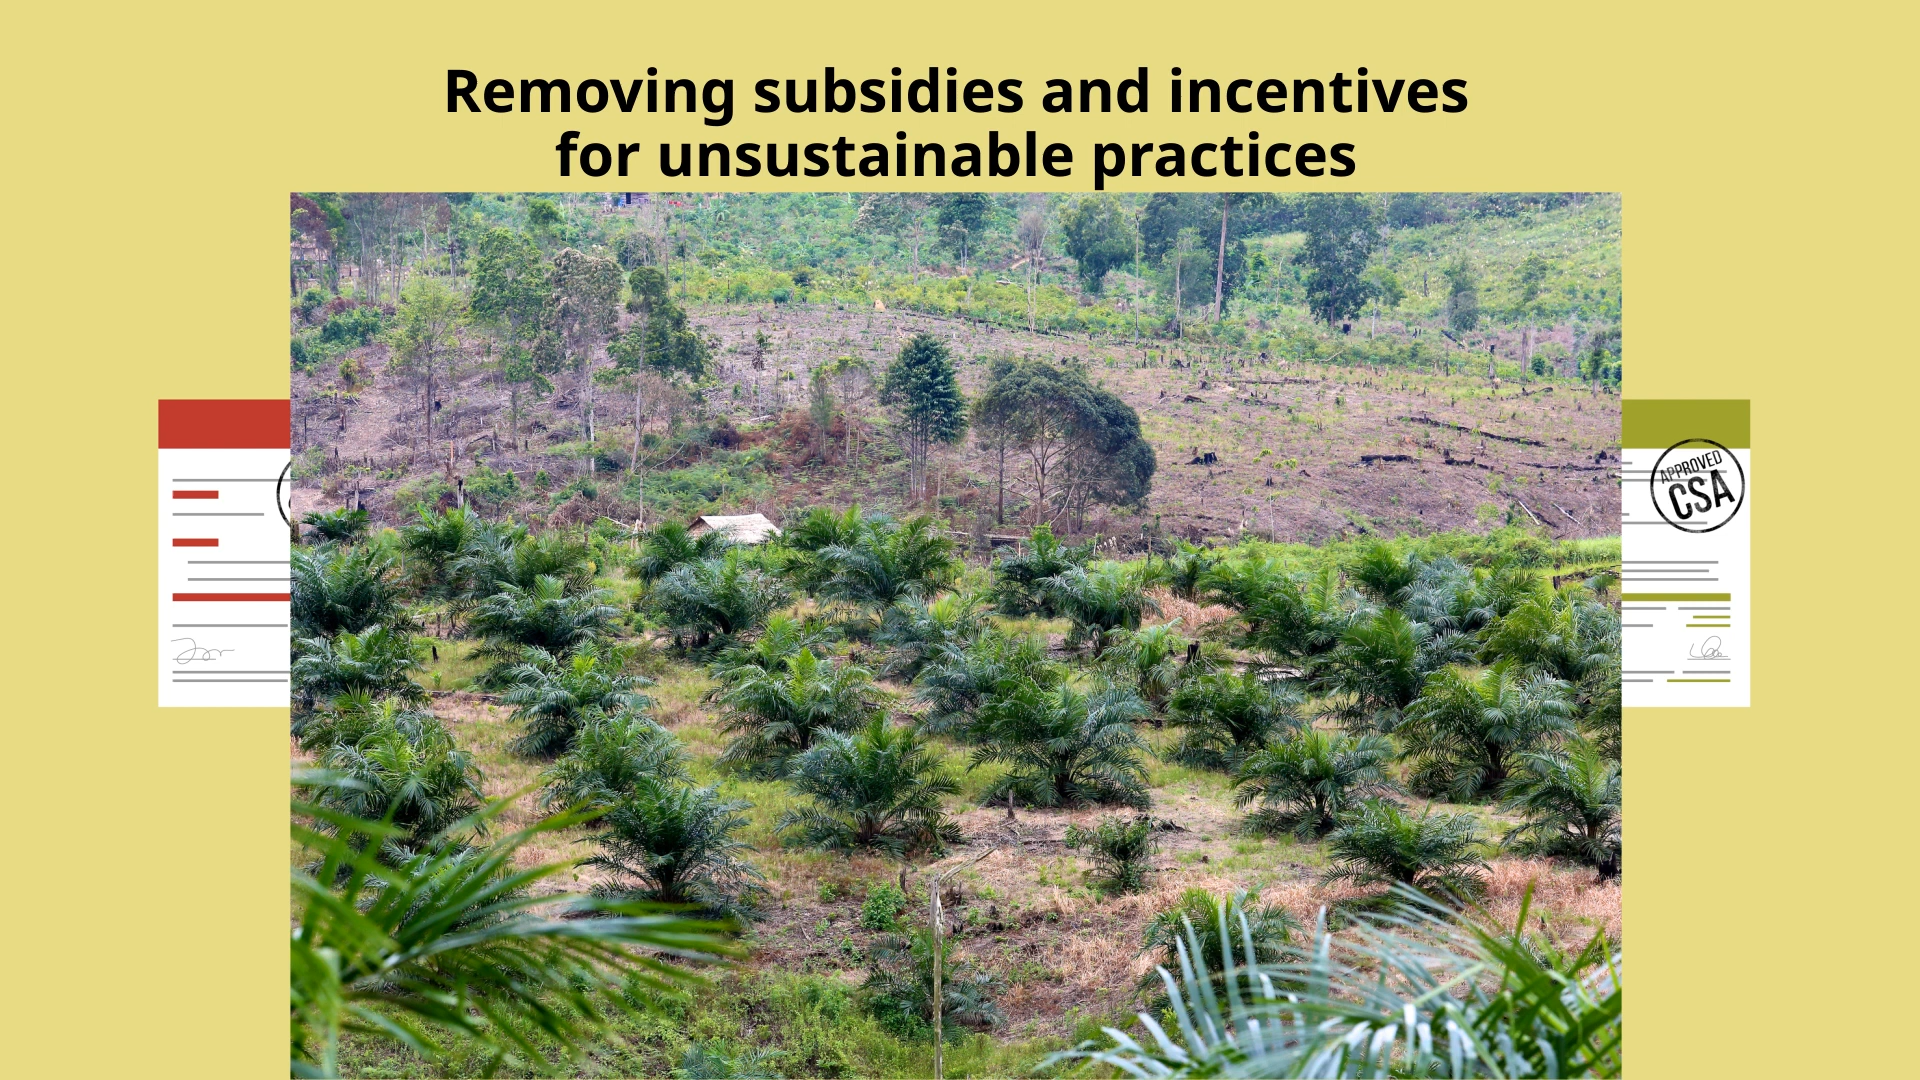 Removing subsidies and incentives
for unsustainable practices
APPROVED
CSA